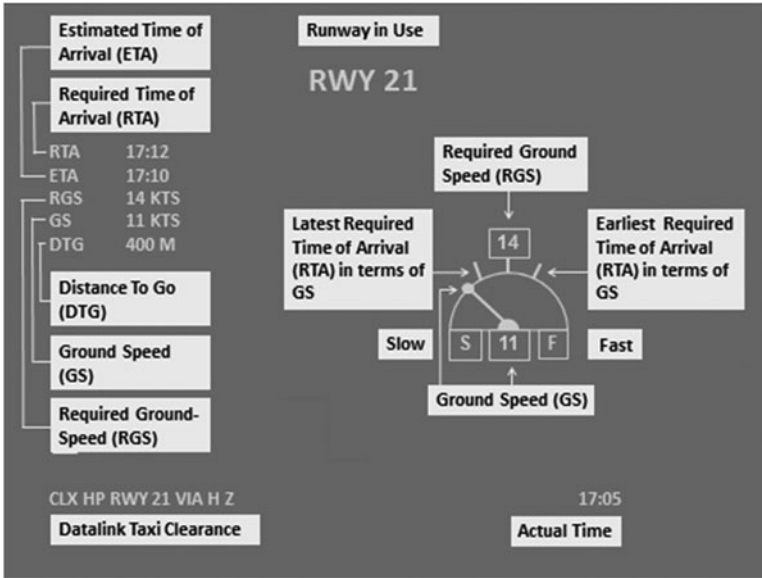 Estimated Time of
Arrival (ETA)
Required Time of
Arrival (RTA)
RTA 17:12
ETA 17:10
RGS 14 KTS
GS 11 KTS
DTG 400 M
Distance To Go
(DTG)
Ground Speed
(GS)
Required Ground-
Speed (RGS)
Runway in Use
RWY 21
Required Ground
Speed (RGS)
Latest Required
Time of Arrival
(RTA) in terms of
GS
14
Earliest Required
Time of Arrival
(RTA) in terms of
GS
Slow
S 11 F
Fast
Ground Speed (GS)
CLX HP RWY 21 VIA H Z
Datalink Taxi Clearance
17:05
Actual Time